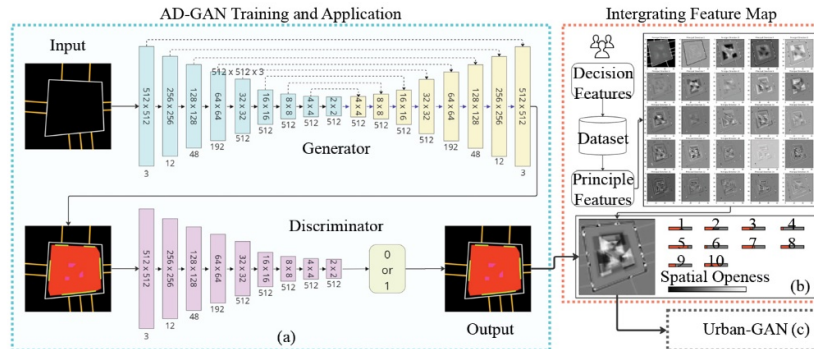 AD-GAN Training and Application
Intergrating Feature Map
Input
512 x 512 x 3
512 x 512
256 x 256
128 x 128
64 x 64
32 x 32
16 x 16
8 x 8
4 x 4
2 x 2
4 x 4
8 x 8
16 x 16
32 x 32
64 x 64
128 x 128
256 x 256
512 x 512
3
12
48
192
512
512
512
512
512
512
512
512
512
192
48
12
3
Generator
Decision
Features
Dataset
Principle
Features
Discriminator
512 x 512
256 x 256
128 x 128
64 x 64
32 x 32
16 x 16
8 x 8
4 x 4
2 x 2
3
12
48
192
512
512
512
512
512
0
or
1
Output
(a)
1 2 3 4
5 6 7 8
9 10
Spatial Openess
(b)
Urban-GAN (c)